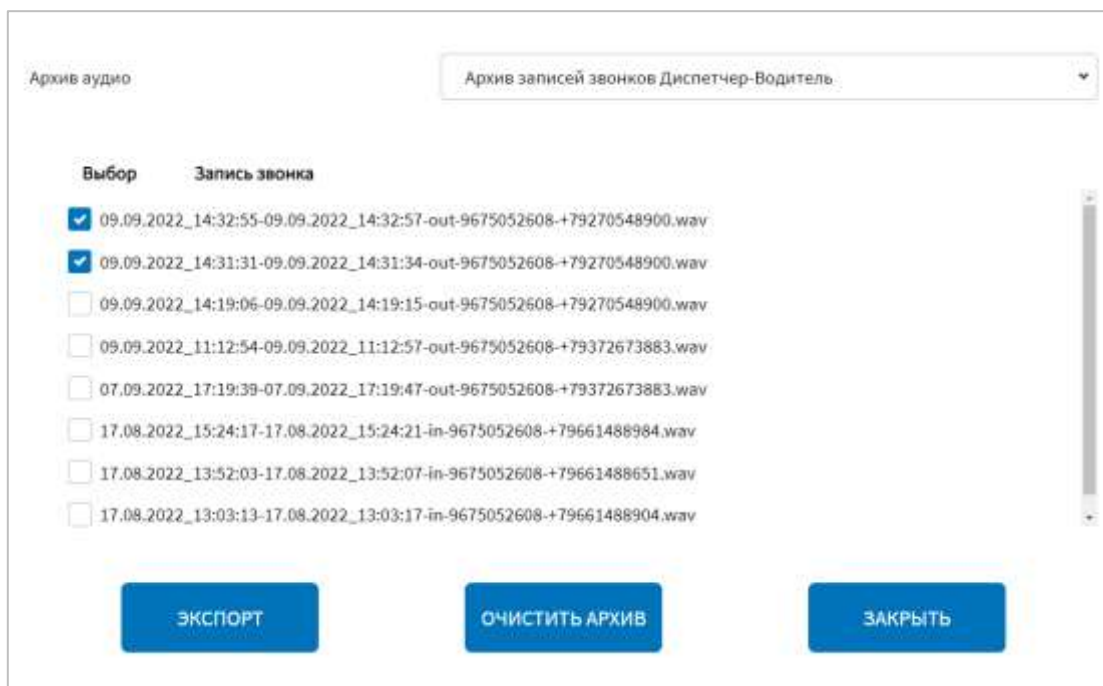 Архив аудио Архив записей звонков Диспетчер-Водитель
Выбор Запись звонка
09.09.2022_14:32:55-09.09.2022_14:32:57-out-9675052608-+79270548900.wav
09.09.2022_14:31:31-09.09.2022_14:31:34-out-9675052608-+79270548900.wav
09.09.2022_14:19:06-09.09.2022_14:19:15-out-9675052608-+79270548900.wav
09.09.2022_11:12:54-09.09.2022_11:12:57-out-9675052608-+79372673883.wav
07.09.2022_17:19:39-07.09.2022_17:19:47-out-9675052608-+79372673883.wav
17.08.2022_15:24:17-17.08.2022_15:24:21-in-9675052608-+79661488984.wav
17.08.2022_13:52:03-17.08.2022_13:52:07-in-9675052608-+79661488651.wav
17.08.2022_13:03:13-17.08.2022_13:03:17-in-9675052608-+79661488904.wav
ЭКСПОРТ ОЧИСТИТЬ АРХИВ ЗАКРЫТЬ